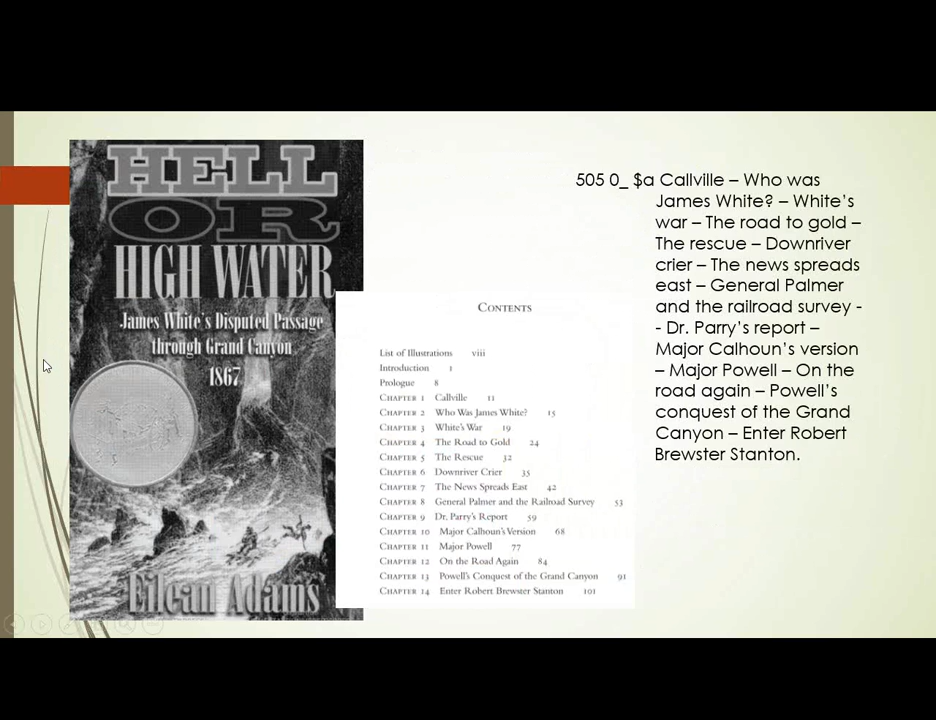 HELL
OR
HIGH WATER
James White's Disputed Passage
through Grand Canyon
1867
Eilean Adams
CONTENTS
List of Illustrations viii
Introduction 1
Prologue 8
CHAPTER 1 Callville 11
CHAPTER 2 Who Was James White? 15
CHAPTER 3 White's War 19
CHAPTER 4 The Road to Gold 24
CHAPTER 5 The Rescue 32
CHAPTER 6 Downriver Crier 35
CHAPTER 7 The News Spreads East 42
CHAPTER 8 General Palmer and the Railroad Survey 53
CHAPTER 9 Dr. Parry's Report 59
CHAPTER 10 Major Calhoun's Version 68
CHAPTER 11 Major Powell 77
CHAPTER 12 On the Road Again 84
CHAPTER 13 Powell's Conquest of the Grand Canyon 91
CHAPTER 14 Enter Robert Brewster Stanton 101
505 0_ $a Callville – Who was
James White? – White's
war – The road to gold –
The rescue – Downriver
crier – The news spreads
east – General Palmer
and the railroad survey -
- Dr. Parry's report –
Major Calhoun's version
– Major Powell – On the
road again – Powell's
conquest of the Grand
Canyon – Enter Robert
Brewster Stanton.